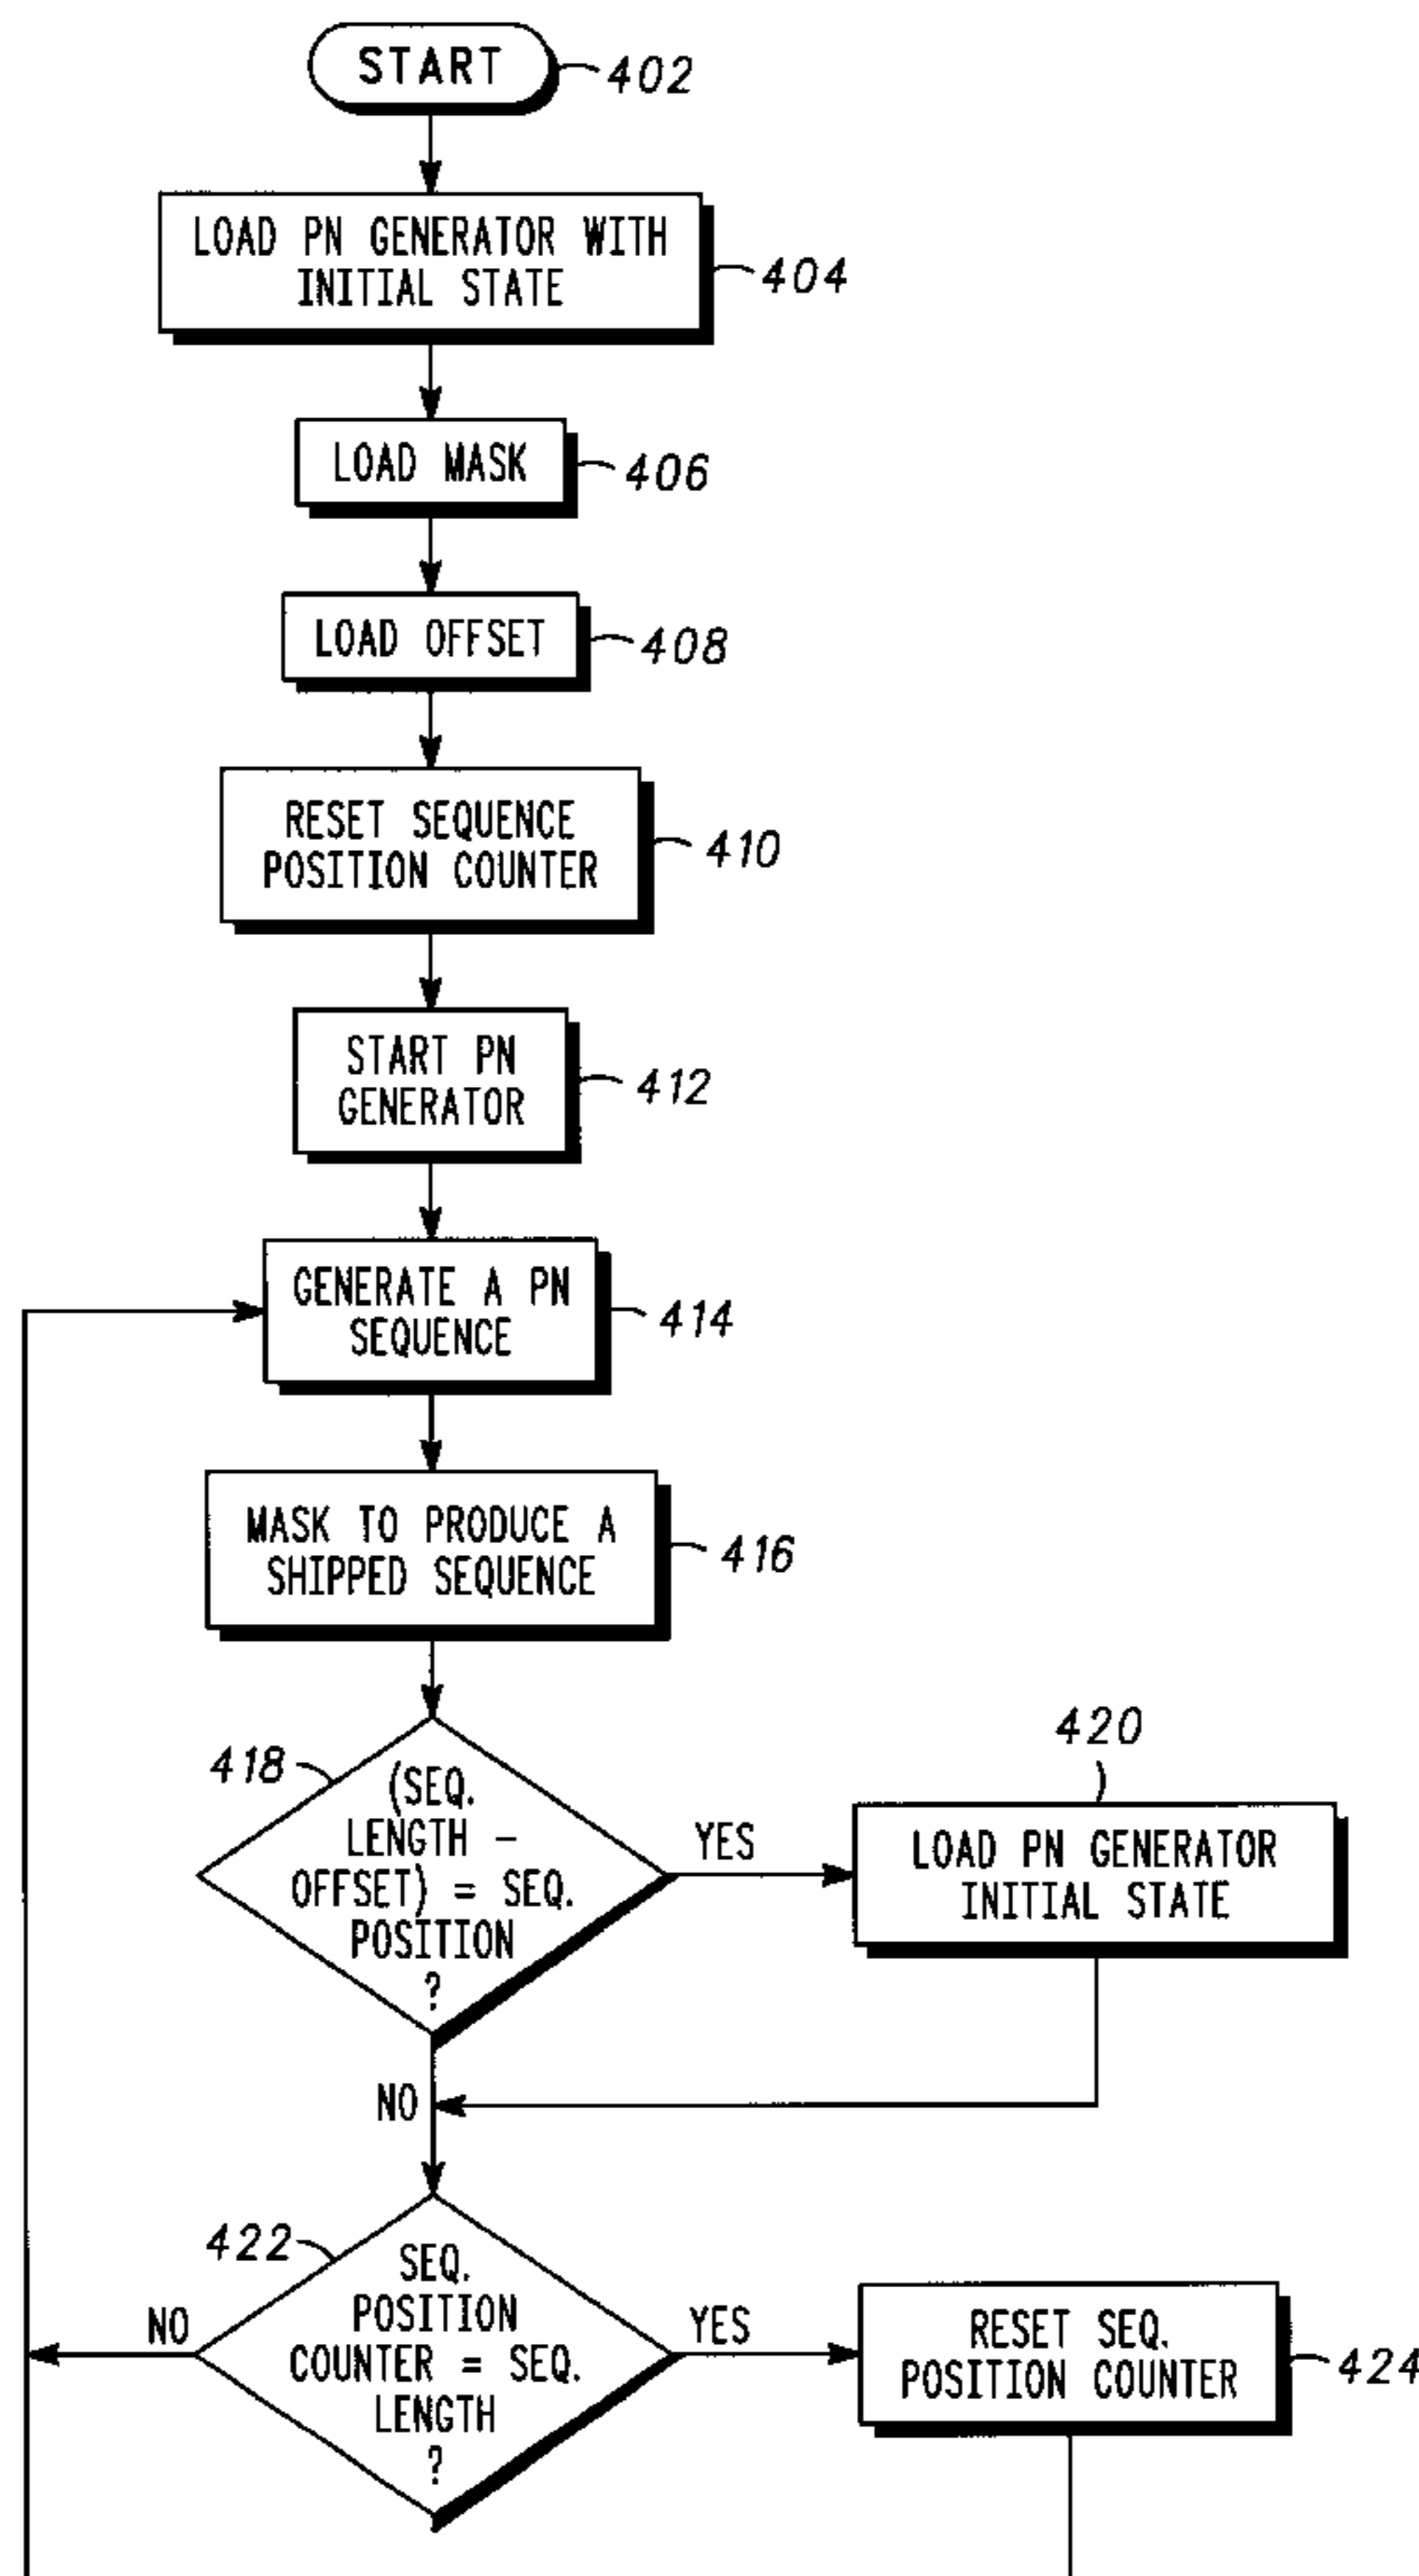 START
402
LOAD PN GENERATOR WITH
INITIAL STATE
404
LOAD MASK
406
LOAD OFFSET
408
RESET SEQUENCE
POSITION COUNTER
410
START PN
GENERATOR
412
GENERATE A PN
SEQUENCE
414
MASK TO PRODUCE A
SHIPPED SEQUENCE
416
418
(SEQ.
LENGTH -
OFFSET) = SEQ.
POSITION
?
YES
420
LOAD PN GENERATOR
INITIAL STATE
NO
422
SEQ.
POSITION
COUNTER = SEQ.
LENGTH
?
NO
YES
RESET SEQ.
POSITION COUNTER
424